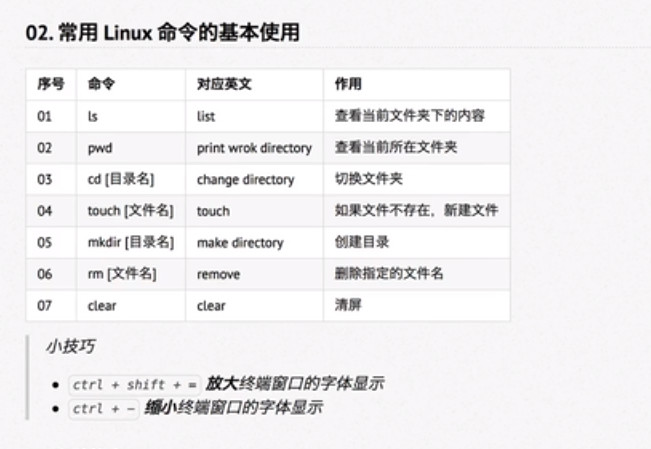 02. 常用 Linux 命令的基本使用
序号 命令 对应英文 作用
01 ls list 查看当前文件夹下的内容
02 pwd print wrok directory 查看当前所在文件夹
03 cd [目录名] change directory 切换文件夹
04 touch [文件名] touch 如果文件不存在，新建文件
05 mkdir [目录名] make directory 创建目录
06 rm [文件名] remove 删除指定的文件名
07 clear clear 清屏
小技巧
• ctrl + shift + = 放大终端窗口的字体显示
• ctrl + - 缩小终端窗口的字体显示